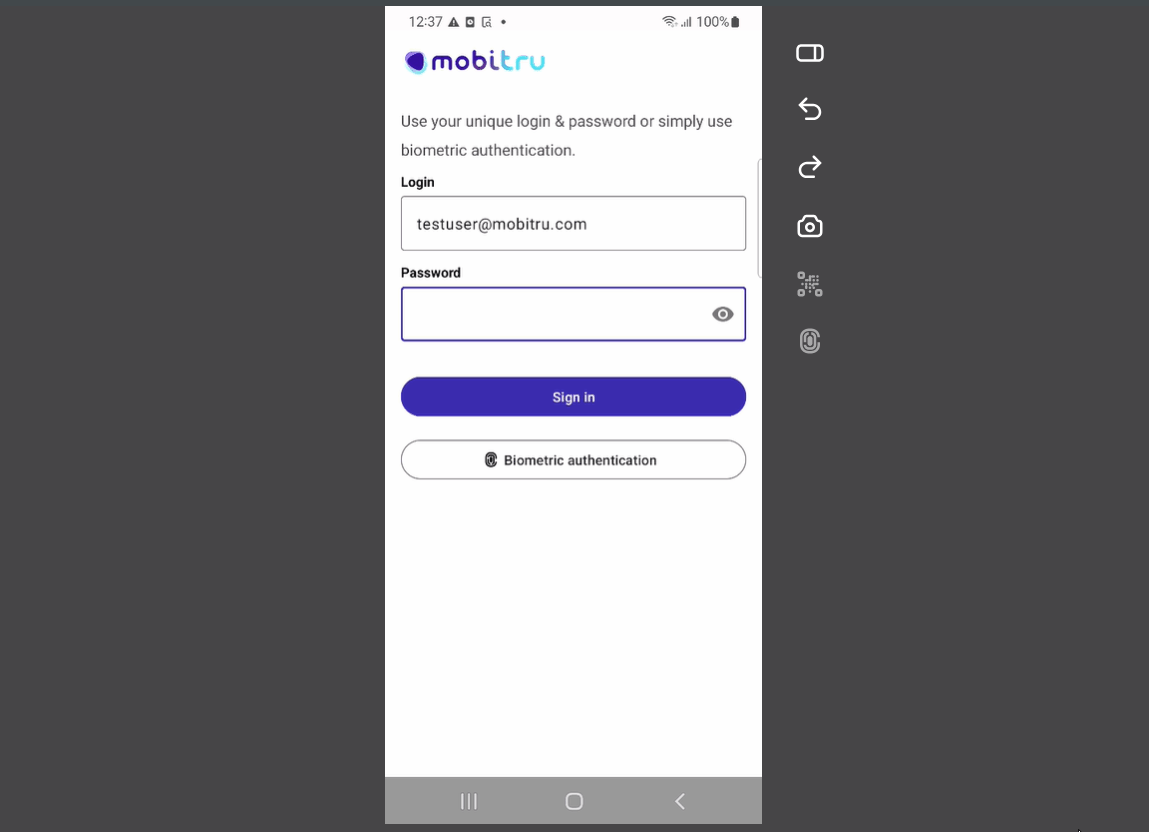 12:37 100%
mobitru
Use your unique login & password or simply use
biometric authentication.
Login
testuser@mobitru.com
Password
Sign in
Biometric authentication